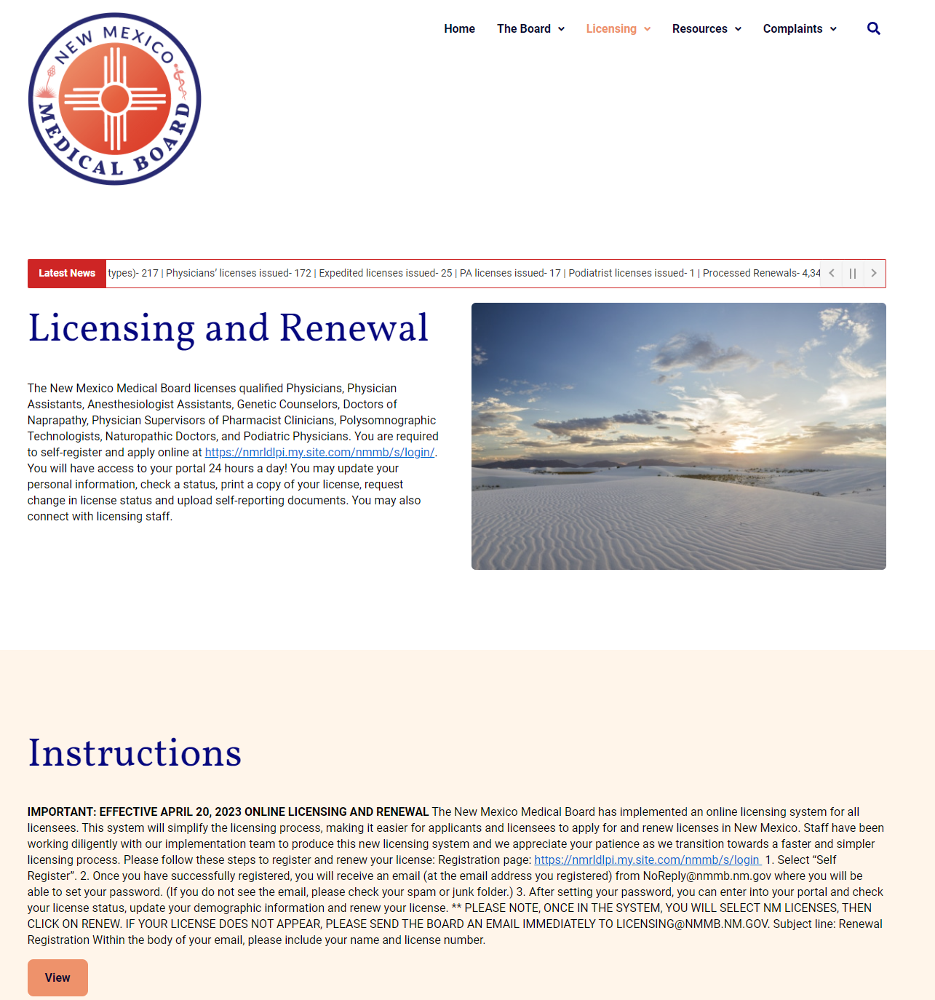 NEW MEXICO
MEDICAL BOARD
Home
The Board
Licensing
Resources
Complaints
Latest News
types)- 217 | Physicians’ licenses issued- 172 | Expedited licenses issued- 25 | PA licenses issued- 17 | Podiatrist licenses issued- 1 | Processed Renewals- 4,34
Licensing and Renewal
The New Mexico Medical Board licenses qualified Physicians, Physician
Assistants, Anesthesiologist Assistants, Genetic Counselors, Doctors of
Naprapathy, Physician Supervisors of Pharmacist Clinicians, Polysomnographic
Technologists, Naturopathic Doctors, and Podiatric Physicians. You are required
to self-register and apply online at https://nmrldlpi.my.site.com/nmmb/s/login/.
You will have access to your portal 24 hours a day! You may update your
personal information, check a status, print a copy of your license, request
change in license status and upload self-reporting documents. You may also
connect with licensing staff.
Instructions
IMPORTANT: EFFECTIVE APRIL 20, 2023 ONLINE LICENSING AND RENEWAL The New Mexico Medical Board has implemented an online licensing system for all
licensees. This system will simplify the licensing process, making it easier for applicants and licensees to apply for and renew licenses in New Mexico. Staff have been
working diligently with our implementation team to produce this new licensing system and we appreciate your patience as we transition towards a faster and simpler
licensing process. Please follow these steps to register and renew your license: Registration page: https://nmrldlpi.my.site.com/nmmb/s/login 1. Select “Self
Register”. 2. Once you have successfully registered, you will receive an email (at the email address you registered) from NoReply@nmmb.nm.gov where you will be
able to set your password. (If you do not see the email, please check your spam or junk folder.) 3. After setting your password, you can enter into your portal and check
your license status, update your demographic information and renew your license. ** PLEASE NOTE, ONCE IN THE SYSTEM, YOU WILL SELECT NM LICENSES, THEN
CLICK ON RENEW. IF YOUR LICENSE DOES NOT APPEAR, PLEASE SEND THE BOARD AN EMAIL IMMEDIATELY TO LICENSING@NMMB.NM.GOV. Subject line: Renewal
Registration Within the body of your email, please include your name and license number.
View